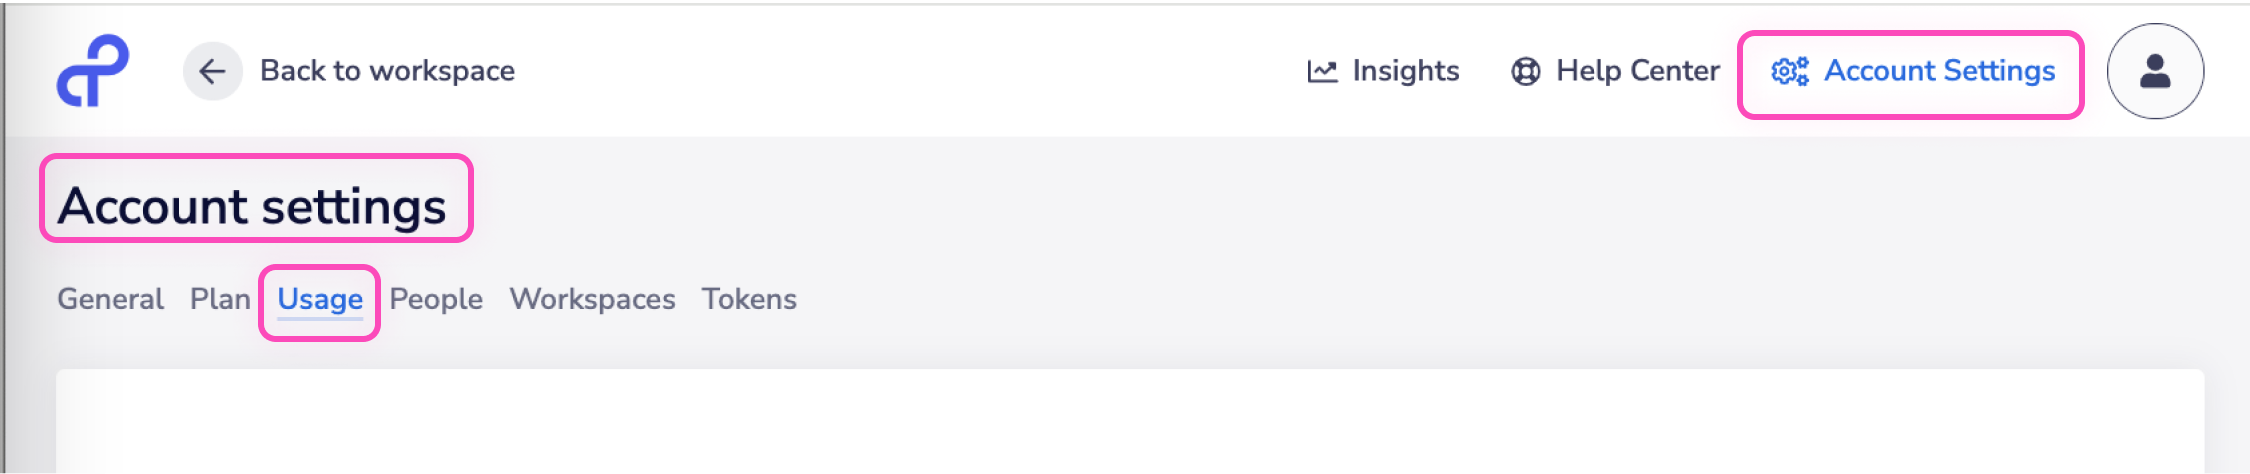 Back to workspace Insights Help Center Account Settings
Account settings
General Plan Usage People Workspaces Tokens